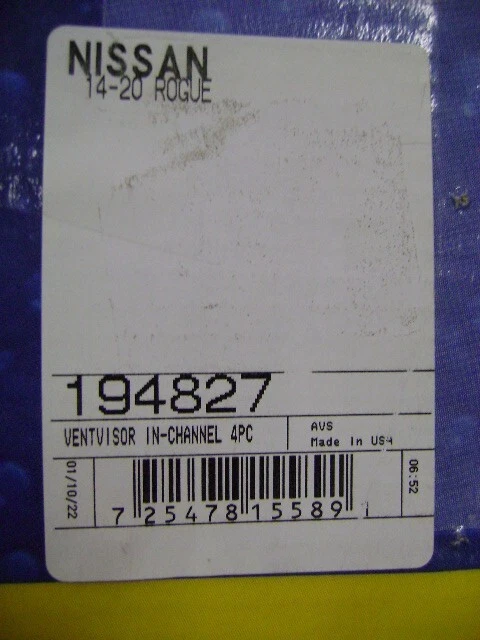 NISSAN
14-20 ROGUE
194827
VENTVISOR IN-CHANNEL 4PC
AVS
Made In USA
01/10/22
06:52
7 25478 15589 1